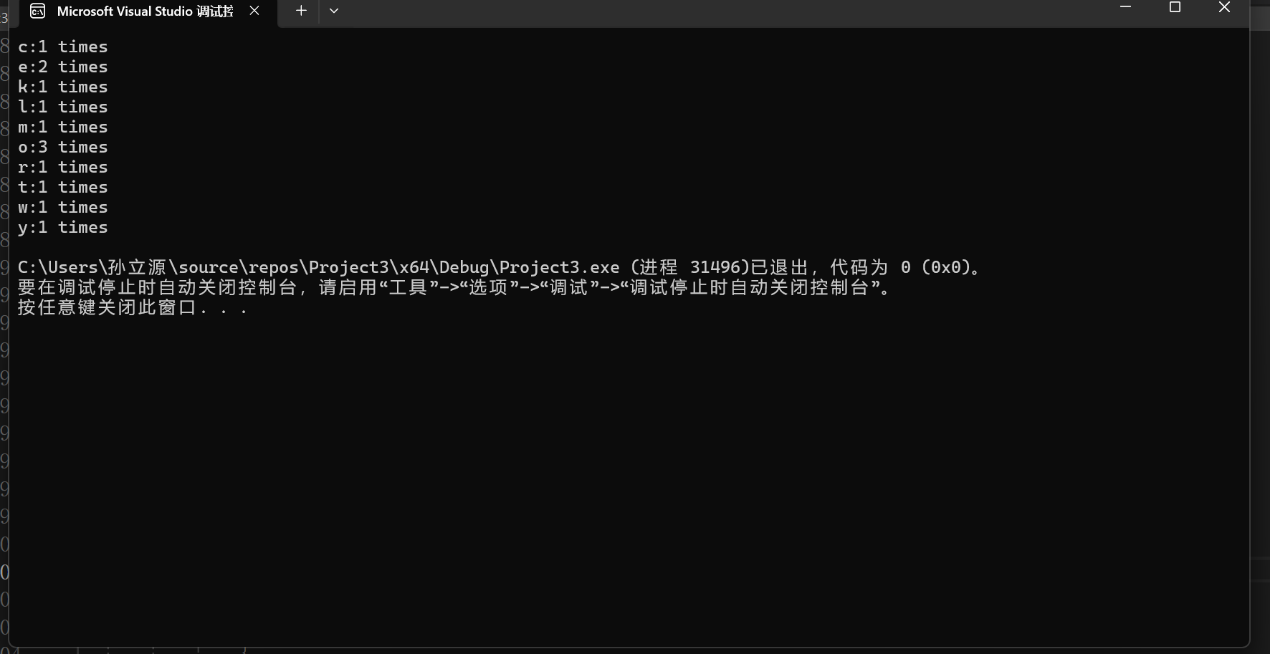 Microsoft Visual Studio 调试控
c:1 times
e:2 times
k:1 times
l:1 times
m:1 times
o:3 times
r:1 times
t:1 times
w:1 times
y:1 times
C:\Users\孙立源\source\repos\Project3\x64\Debug\Project3.exe (进程 31496)已退出，代码为 0 (0x0)。
要在调试停止时自动关闭控制台，请启用“工具”->“选项”->“调试”->“调试停止时自动关闭控制台”。
按任意键关闭此窗口. . .